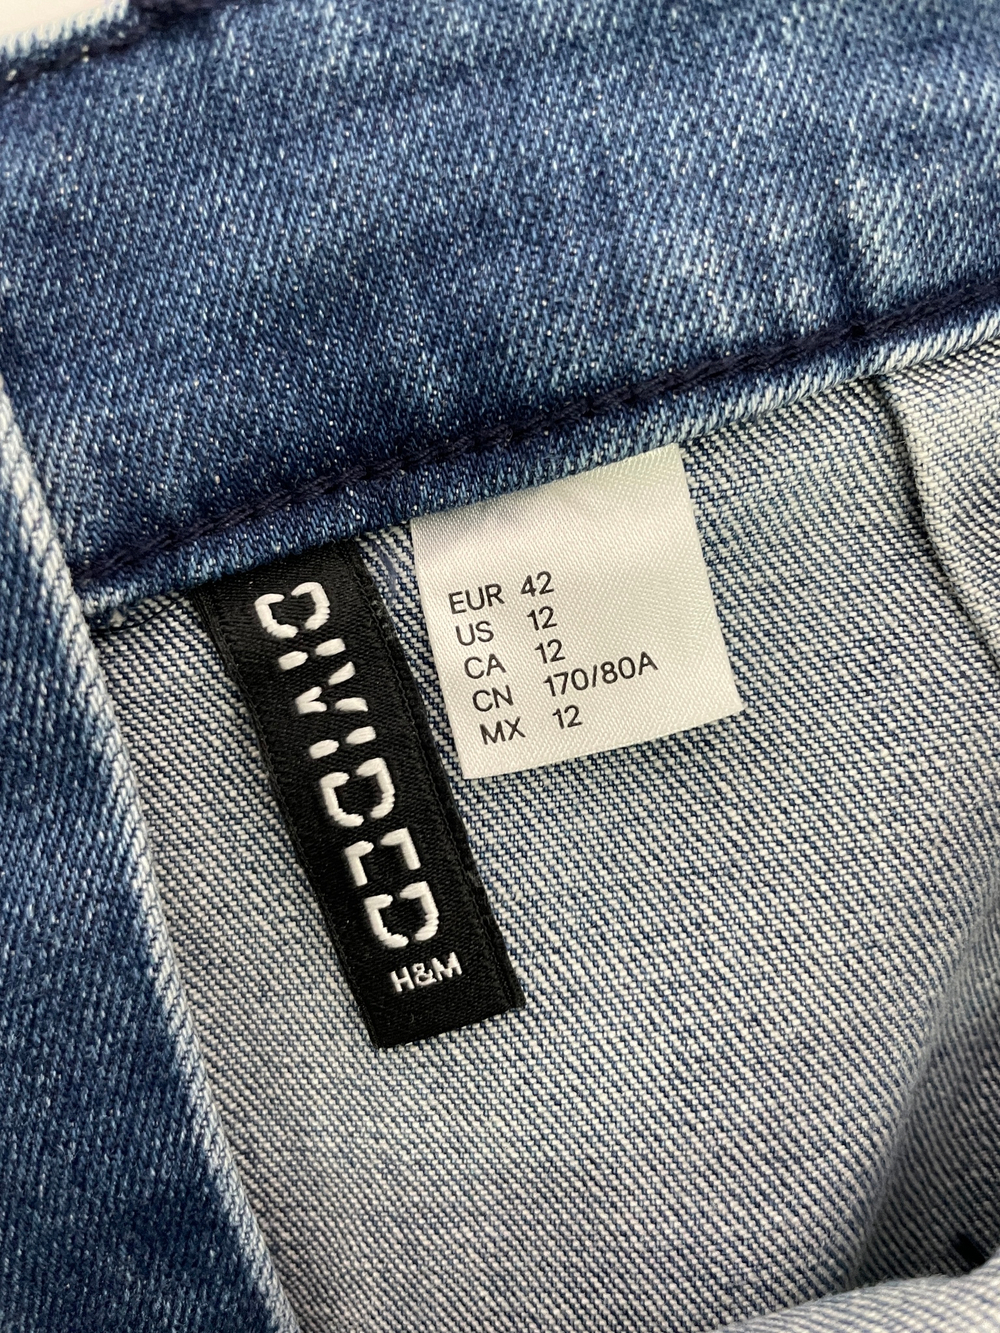 DIVIDED
H&M
EUR 42
US 12
CA 12
CN 170/80A
MX 12